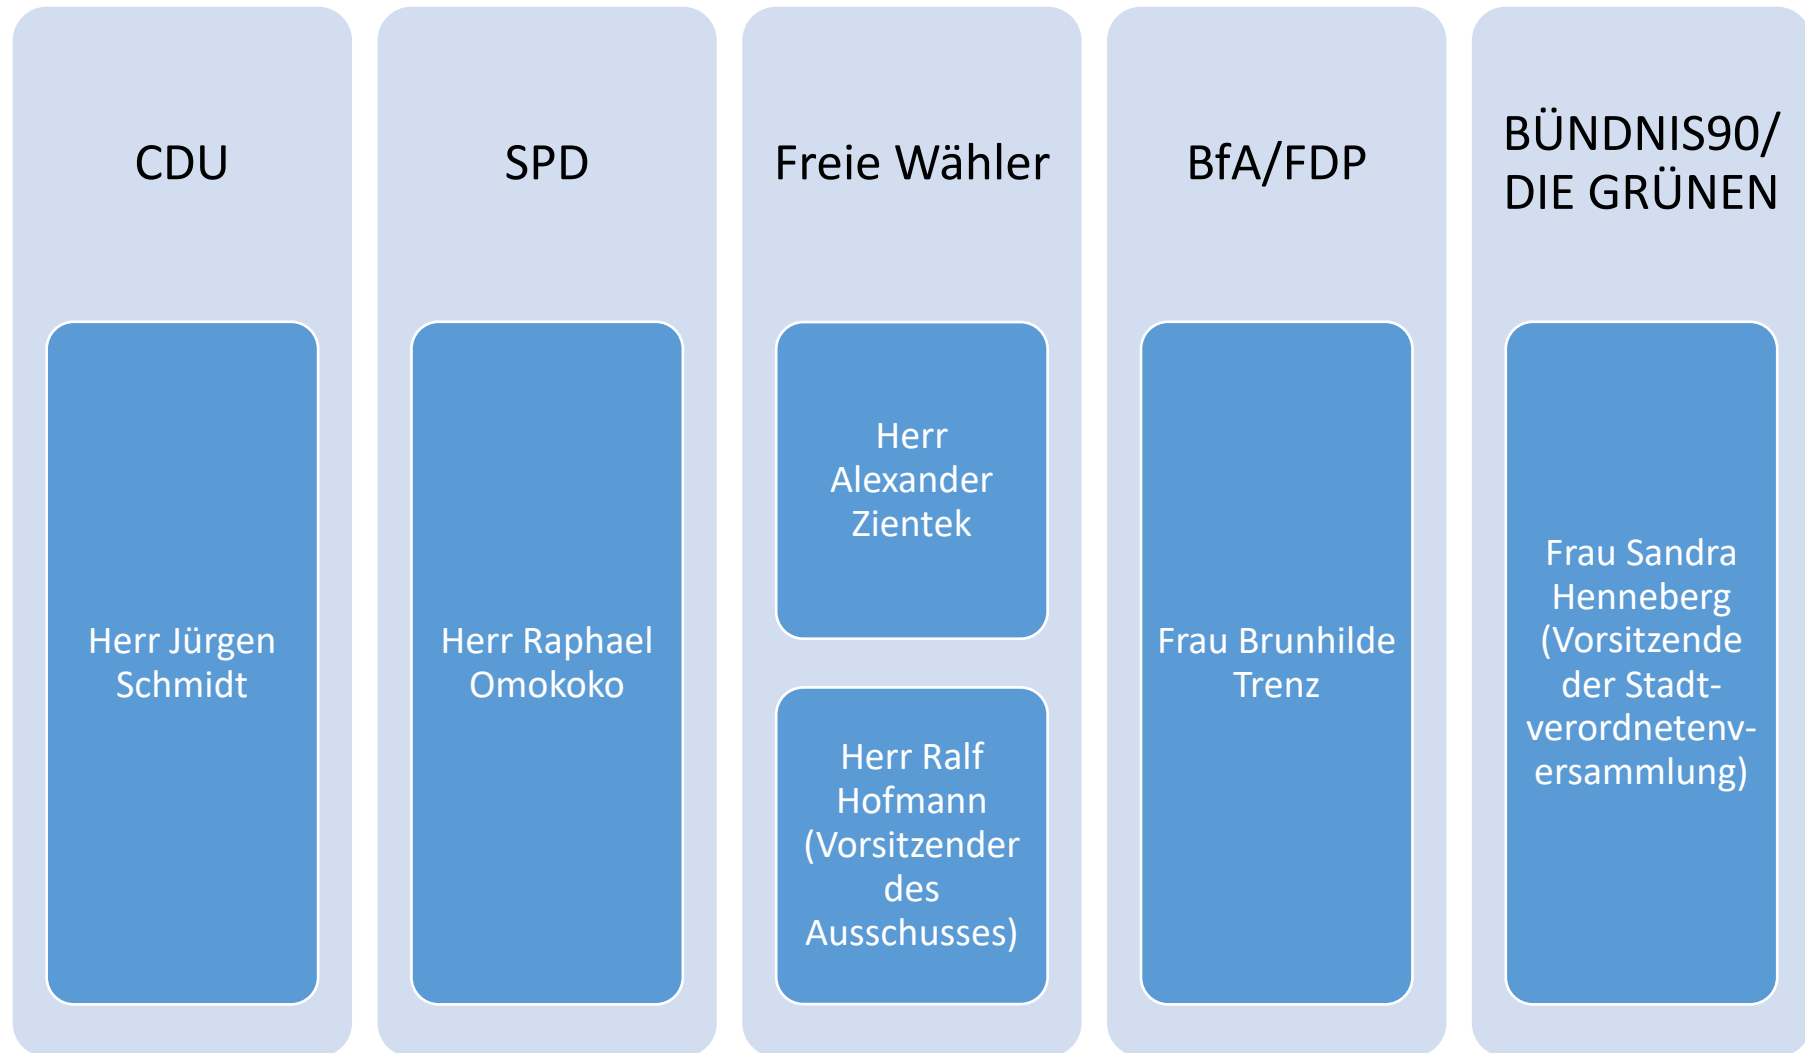 CDU
Herr Jürgen
Schmidt
SPD
Herr Raphael
Omokoko
Freie Wähler
Herr
Alexander
Zientek
Herr Ralf
Hofmann
(Vorsitzender
des
Ausschusses)
BfA/FDP
Frau Brunhilde
Trenz
BÜNDNIS90/
DIE GRÜNEN
Frau Sandra
Henneberg
(Vorsitzende
der Stadt-
verordnetenv-
ersammlung)